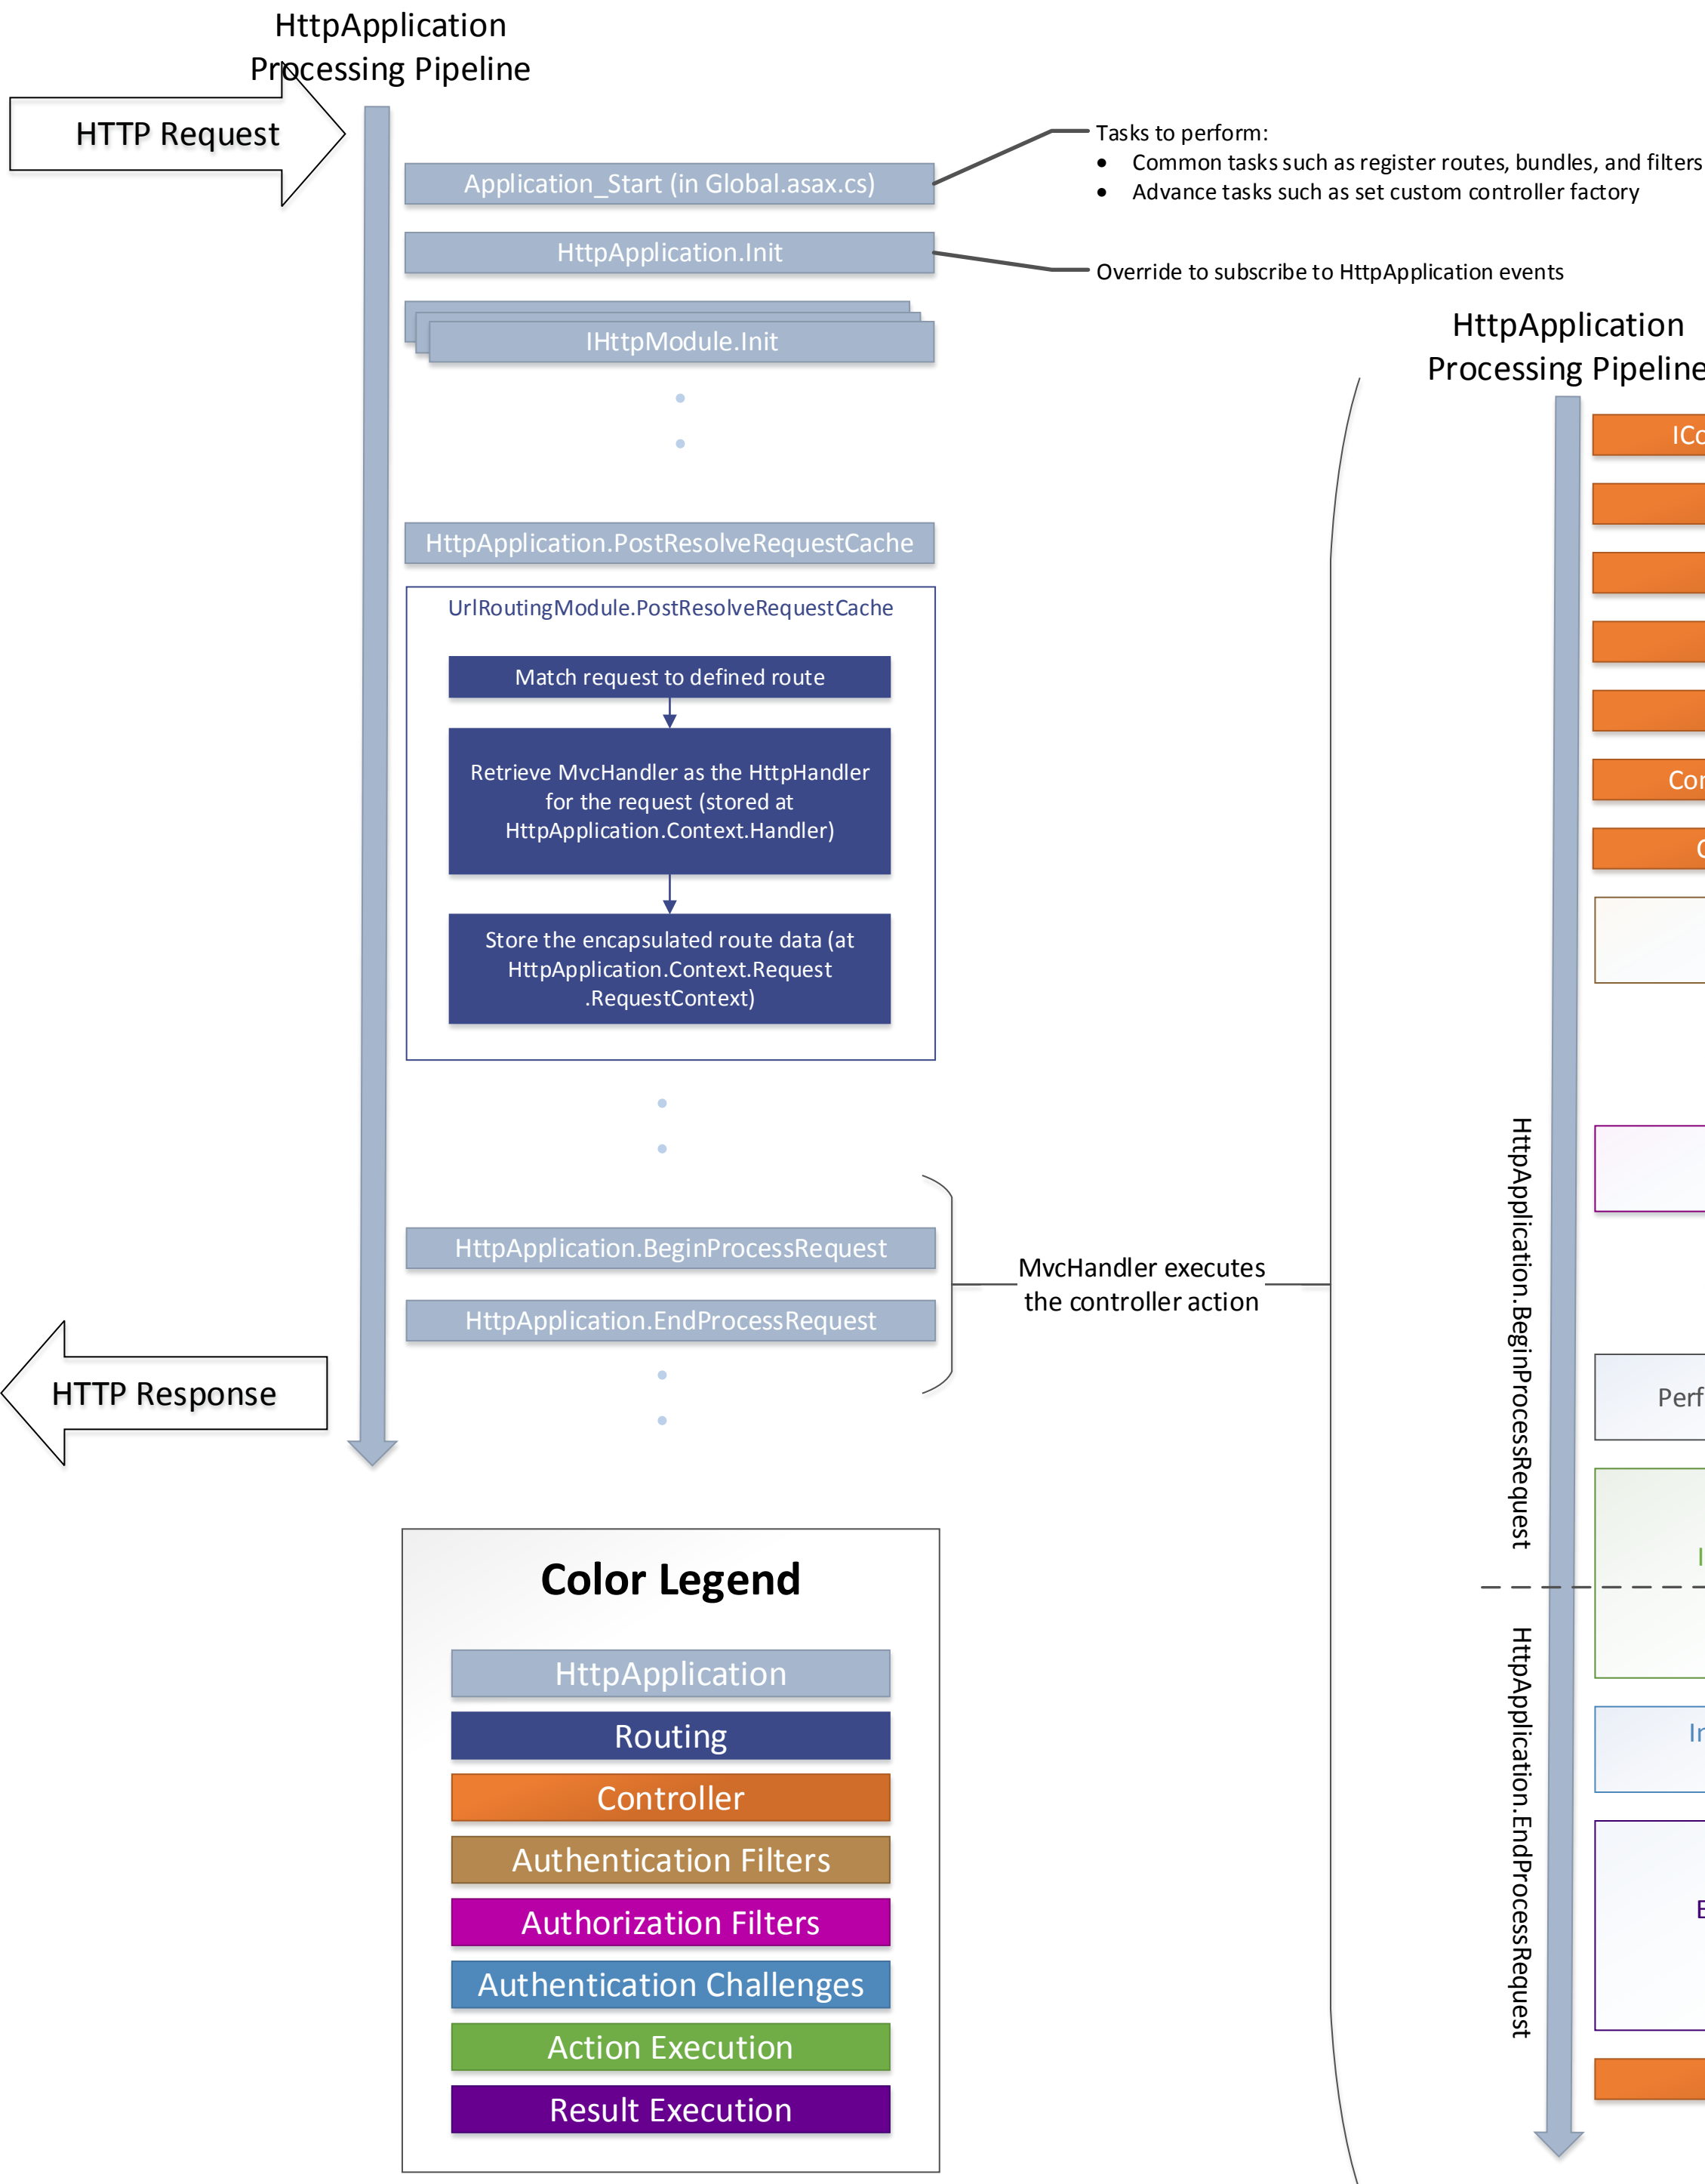 HttpApplication
Processing Pipeline
HTTP Request
Application_Start (in Global.asax.cs)
Tasks to perform:
• Common tasks such as register routes, bundles, and filters
• Advance tasks such as set custom controller factory
HttpApplication.Init
Override to subscribe to HttpApplication events
IHttpModule.Init
HttpApplication.PostResolveRequestCache
UrlRoutingModule.PostResolveRequestCache
Match request to defined route
Retrieve MvcHandler as the HttpHandler
for the request (stored at
HttpApplication.Context.Handler)
Store the encapsulated route data (at
HttpApplication.Context.Request
.RequestContext)
HttpApplication.BeginProcessRequest
HttpApplication.EndProcessRequest
MvcHandler executes
the controller action
HTTP Response
Color Legend
HttpApplication
Routing
Controller
Authentication Filters
Authorization Filters
Authentication Challenges
Action Execution
Result Execution
HttpApplication
Processing Pipeline
HttpApplication.BeginProcessRequest
HttpApplication.EndProcessRequest